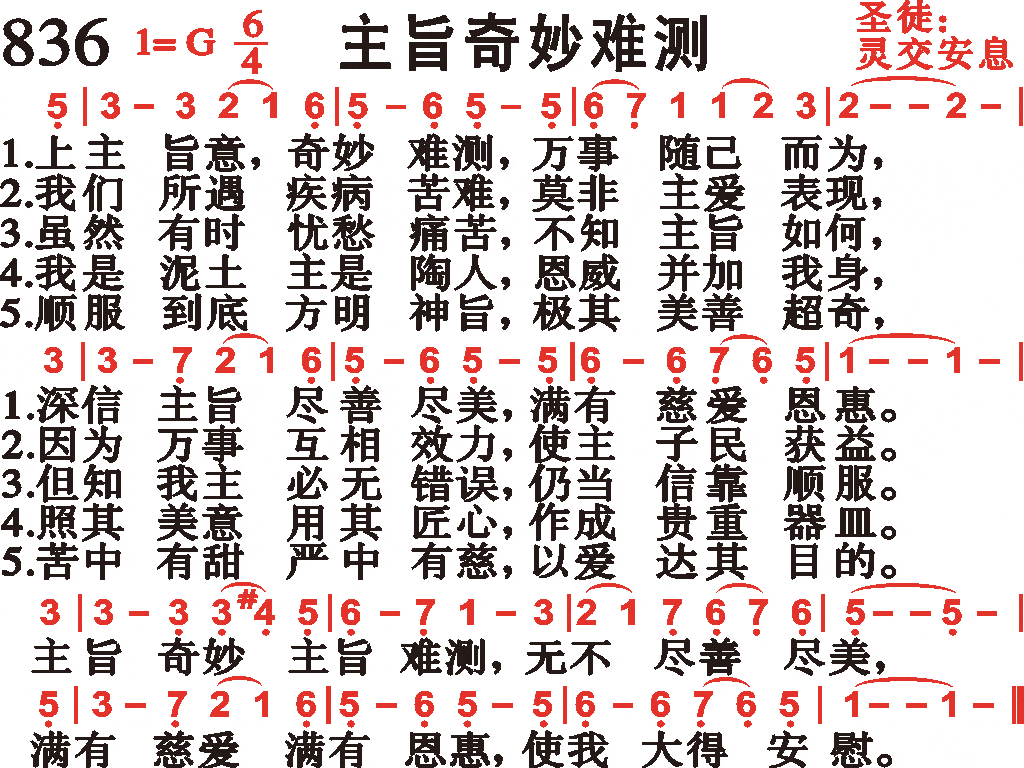 836 1=G 6/4 主旨奇妙难测 圣徒:
灵交安息
5|3 - 3 2 1 6|5 - 6 5 - 5|6 7 1 1 2 3|2 - - 2 -|
1.上主 旨意,奇妙 难测,万事 随己 而为,
2.我们 所遇 疾病 苦难,莫非 主爱 表现,
3.虽然 有时 忧愁 痛苦,不知 主旨 如何,
4.我是 泥土 主是 陶人,恩威 并加 我身,
5.顺服 到底 方明 神旨,极其 美善 超奇,
3|3 - 7 2 1 6|5 - 6 5 - 5|6 - 6 7 6 5|1 - - 1 -|
1.深信 主旨 尽善 尽美,满有 慈爱 恩惠。
2.因为 万事 互相 效力,使主 子民 获益。
3.但知 我主 必无 错误,仍当 信靠 顺服。
4.照其 美意 用其 匠心,作成 贵重 器皿。
5.苦中 有甜 严中 有慈,以爱 达其 目的。
3|3 - 3 3 #4 5|6 - 7 1 - 3|2 1 7 6 7 6|5 - - 5 -|
主旨 奇妙 主旨 难测,无不 尽善 尽美,
5|3 - 7 2 1 6|5 - 6 5 - 5|6 - 6 7 6 5|1 - - 1 -‖
满有 慈爱 满有 恩惠,使我 大得 安慰。